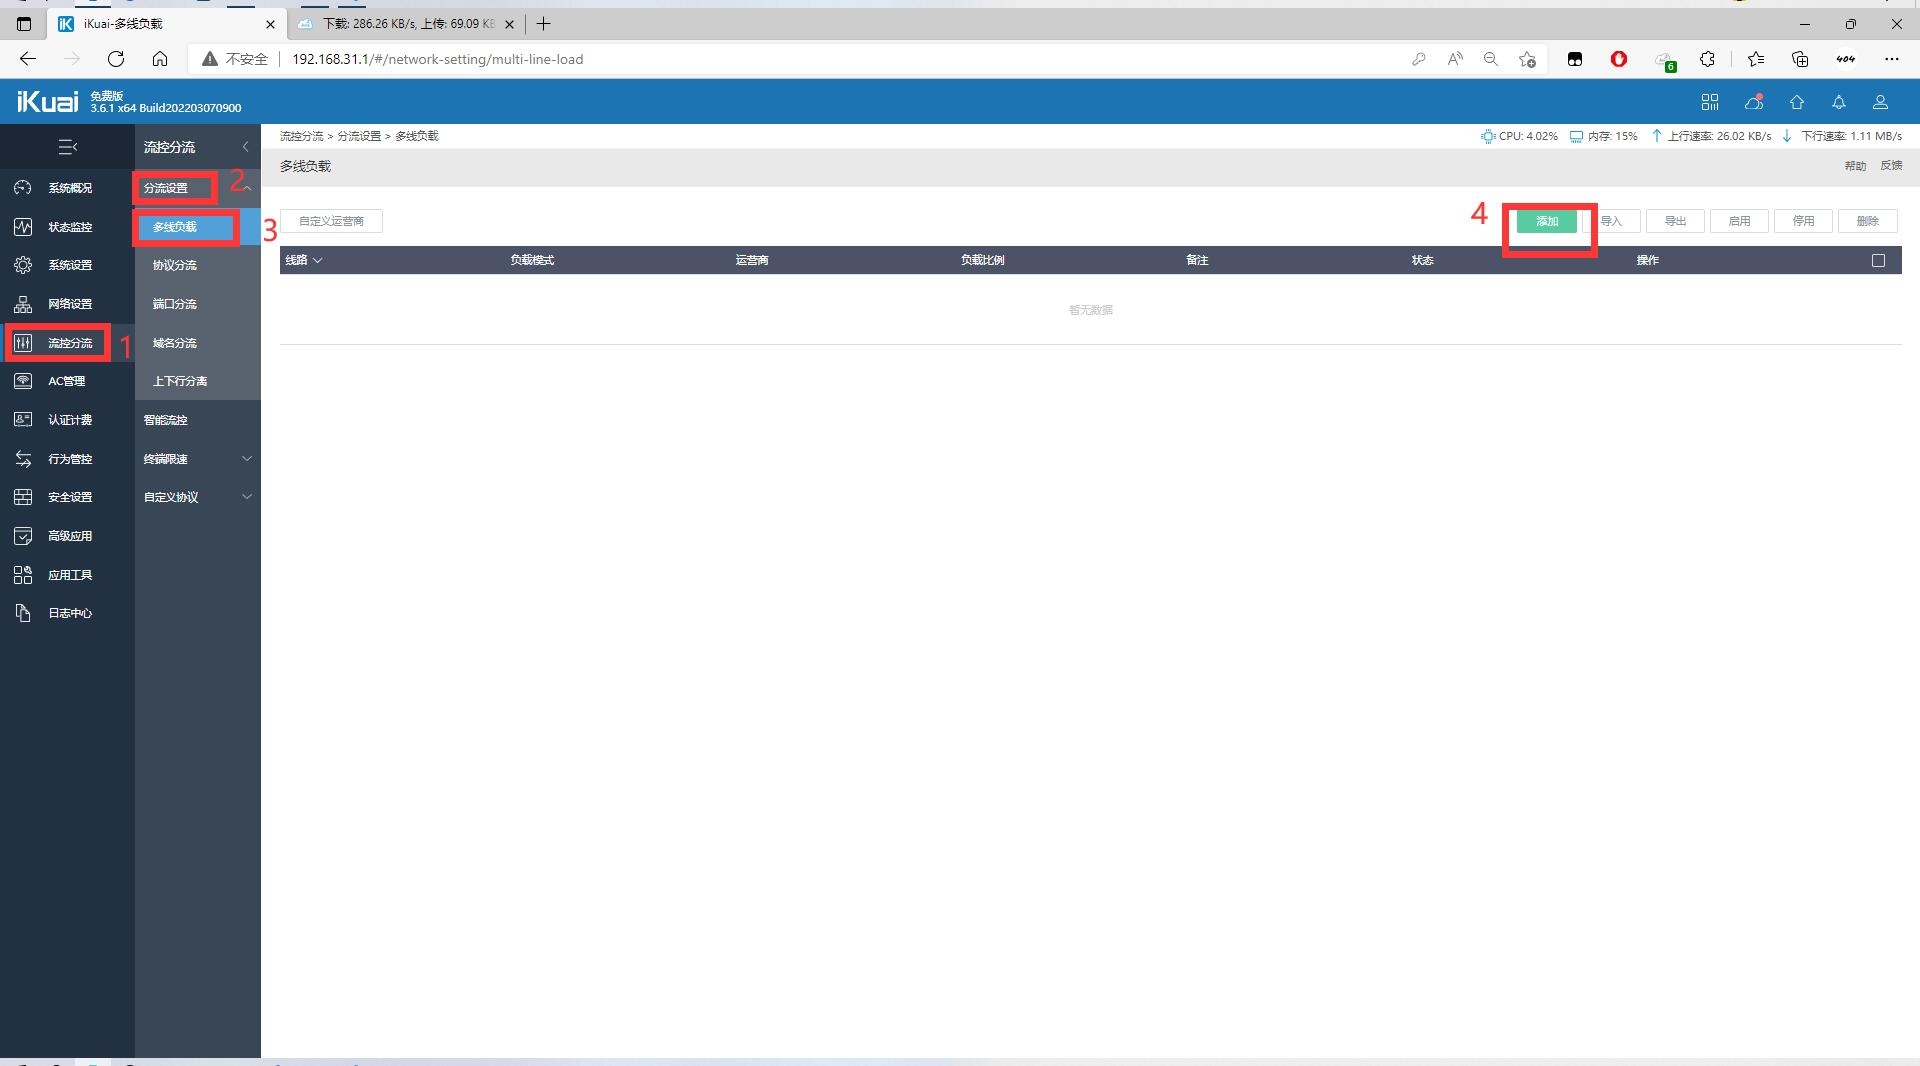 iKuai-多线负载
下载: 286.26 KB/s, 上传: 69.09 KB
不安全
192.168.31.1/#/network-setting/multi-line-load
6
404
iKuai
免费版
3.6.1 x64 Build202203070900
流控分流 > 分流设置 > 多线负载
CPU: 4.02%
内存: 15%
上行速率: 26.02 KB/s
下行速率: 1.11 MB/s
多线负载
帮助
反馈
系统概况
状态监控
系统设置
网络设置
流控分流
1
AC管理
认证计费
行为管控
安全设置
高级应用
应用工具
日志中心
流控分流
分流设置
2
多线负载
3
协议分流
端口分流
域名分流
上下行分离
智能流控
终端限速
自定义协议
自定义运营商
4
添加
导入
导出
启用
停用
删除
线路
负载模式
运营商
负载比例
备注
状态
操作
暂无数据